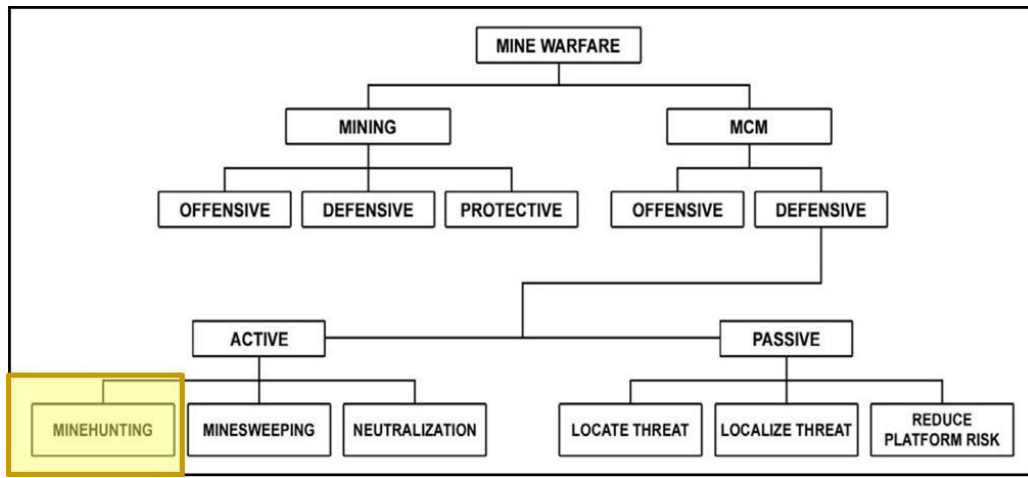 MINE WARFARE
MINING
MCM
OFFENSIVE
DEFENSIVE
PROTECTIVE
OFFENSIVE
DEFENSIVE
ACTIVE
PASSIVE
MINEHUNTING
MINESWEEPING
NEUTRALIZATION
LOCATE THREAT
LOCALIZE THREAT
REDUCE
PLATFORM RISK